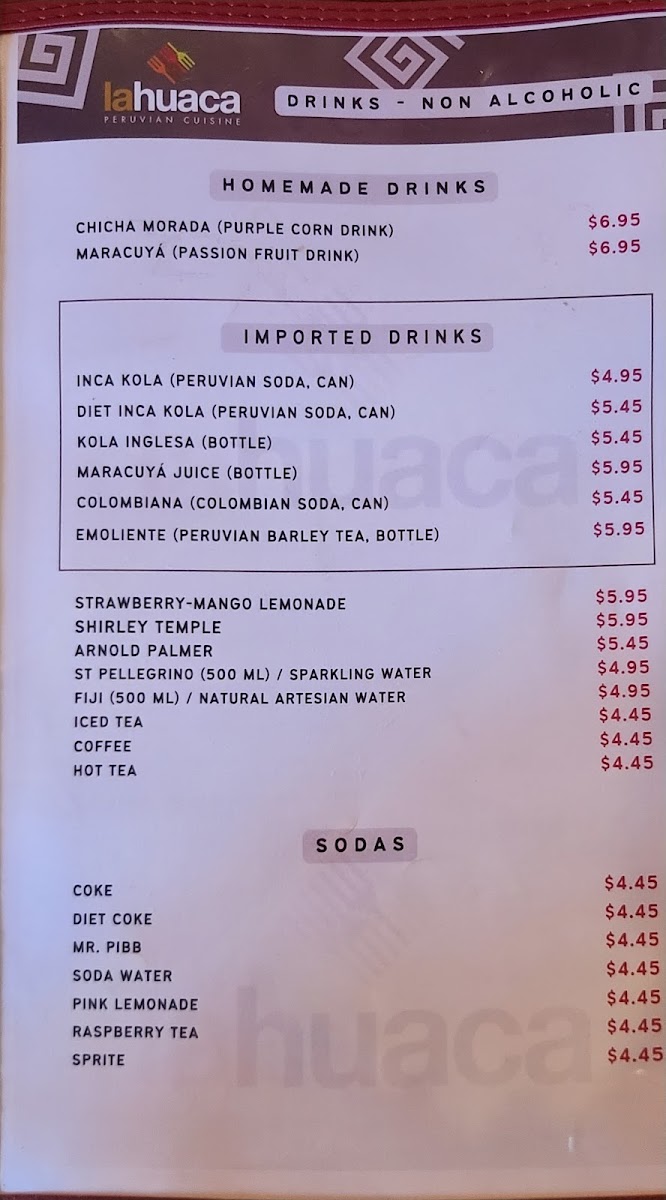 lahuaca
PERUVIAN CUISINE
DRINKS - NON ALCOHOLIC
HOMEMADE DRINKS
CHICHA MORADA (PURPLE CORN DRINK) $6.95
MARACUYÁ (PASSION FRUIT DRINK) $6.95
IMPORTED DRINKS
INCA KOLA (PERUVIAN SODA, CAN) $4.95
DIET INCA KOLA (PERUVIAN SODA, CAN) $5.45
KOLA INGLESA (BOTTLE) $5.45
MARACUYÁ JUICE (BOTTLE) $5.95
COLOMBIANA (COLOMBIAN SODA, CAN) $5.45
EMOLIENTE (PERUVIAN BARLEY TEA, BOTTLE) $5.95
huaca
STRAWBERRY-MANGO LEMONADE $5.95
SHIRLEY TEMPLE $5.95
ARNOLD PALMER $5.45
ST PELLEGRINO (500 ML) / SPARKLING WATER $4.95
FIJI (500 ML) / NATURAL ARTESIAN WATER $4.95
ICED TEA $4.45
COFFEE $4.45
HOT TEA $4.45
SODAS
COKE $4.45
DIET COKE $4.45
MR. PIBB $4.45
SODA WATER $4.45
PINK LEMONADE $4.45
RASPBERRY TEA $4.45
SPRITE $4.45
huaca